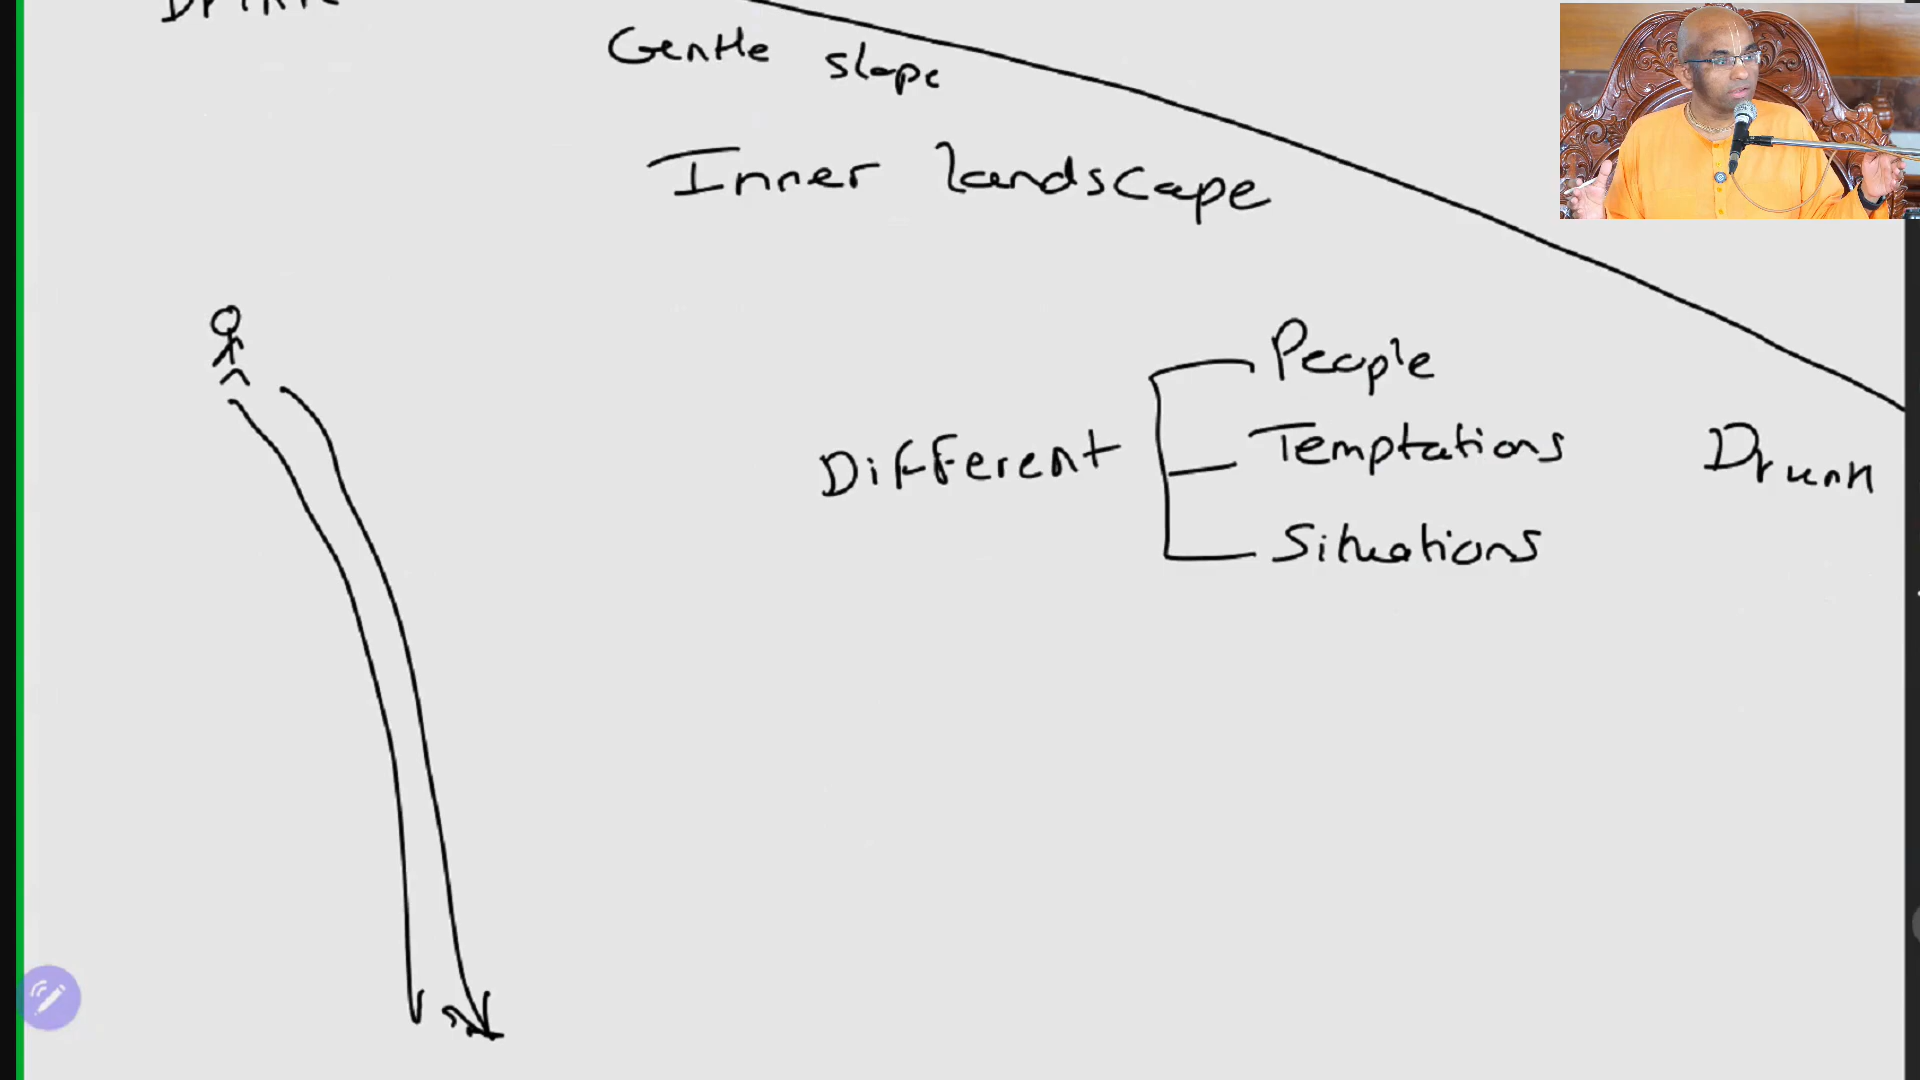 Gentle slope
Inner landscape
Different
People
Temptations
Situations
Drunk